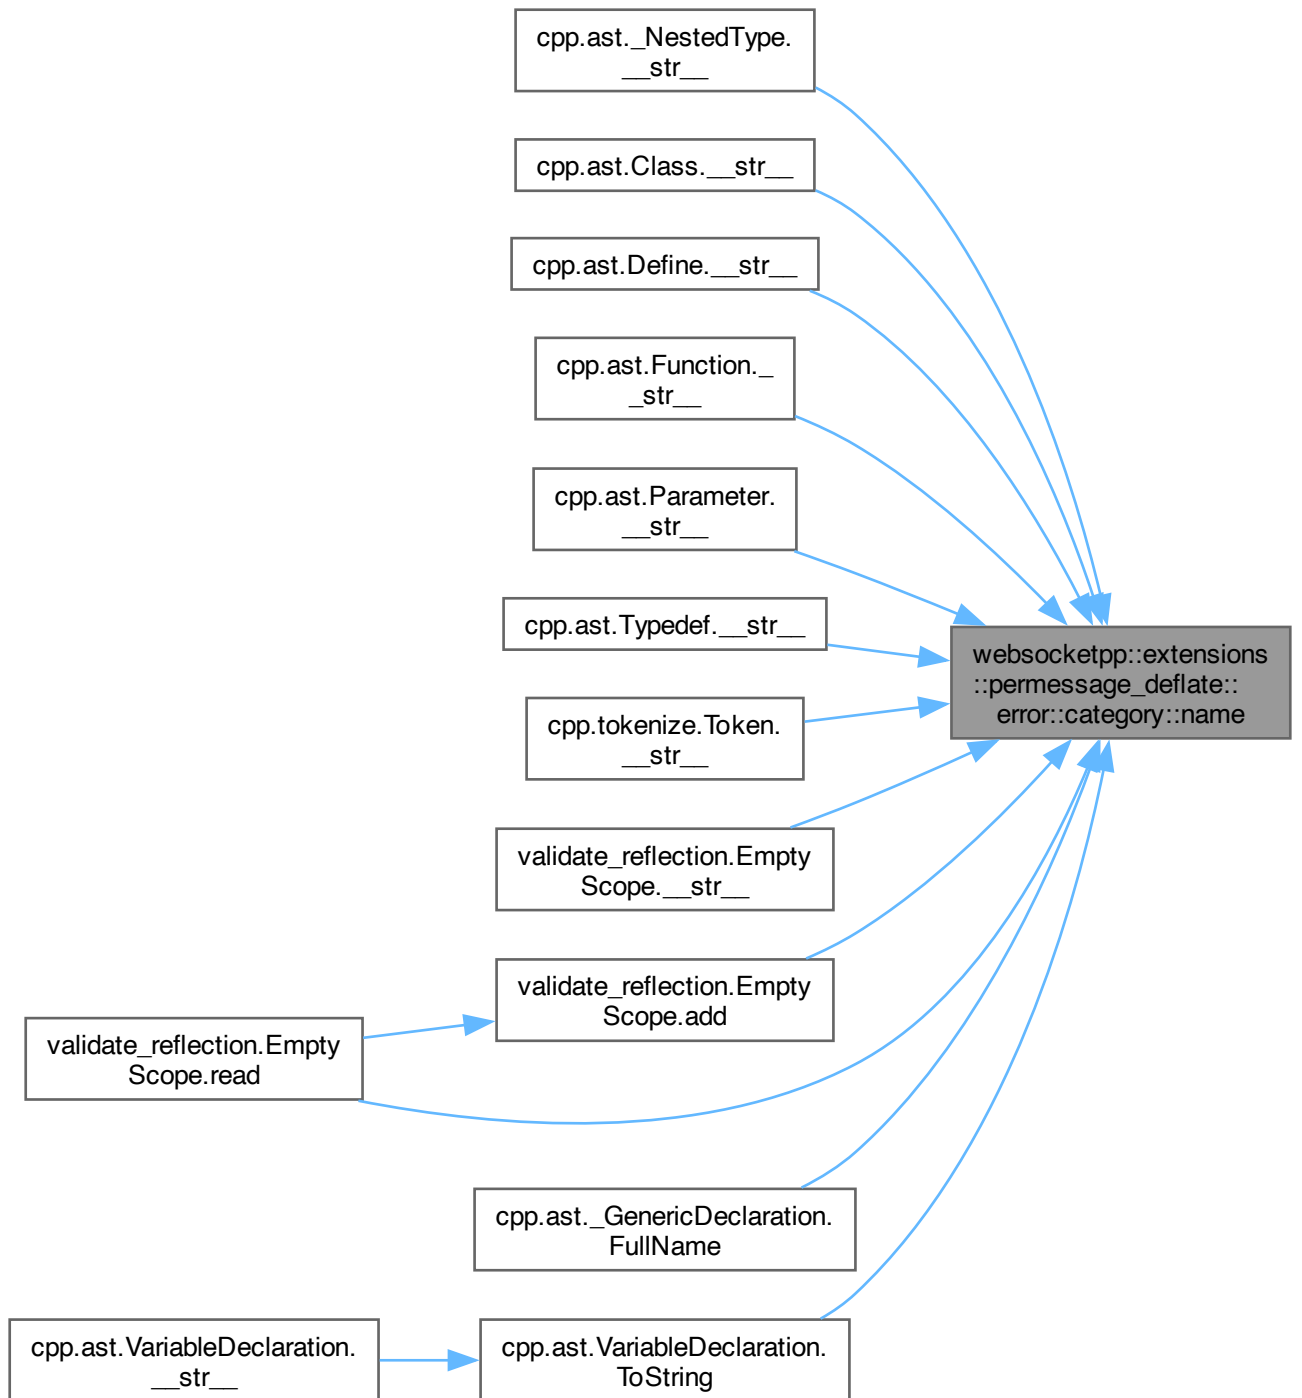 cpp.ast._NestedType.
__str__
cpp.ast.Class.__str__
cpp.ast.Define.__str__
cpp.ast.Function._
_str__
cpp.ast.Parameter.
__str__
cpp.ast.Typedef.__str__
websocketpp::extensions
::permessage_deflate::
error::category::name
cpp.tokenize.Token.
__str__
validate_reflection.Empty
Scope.__str__
validate_reflection.Empty
Scope.add
validate_reflection.Empty
Scope.read
cpp.ast._GenericDeclaration.
FullName
cpp.ast.VariableDeclaration.
__str__
cpp.ast.VariableDeclaration.
ToString